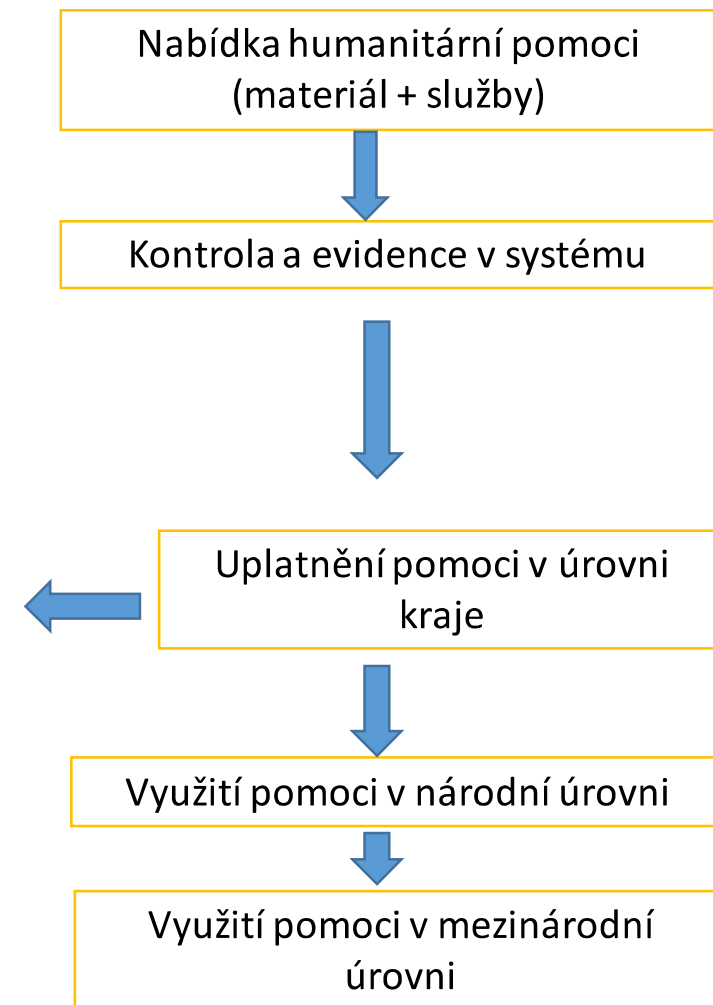 Nabídka humanitární pomoci
(materiál + služby)
Kontrola a evidence v systému
Uplatnění pomoci v úrovni
kraje
Využití pomoci v národní úrovni
Využití pomoci v mezinárodní
úrovni